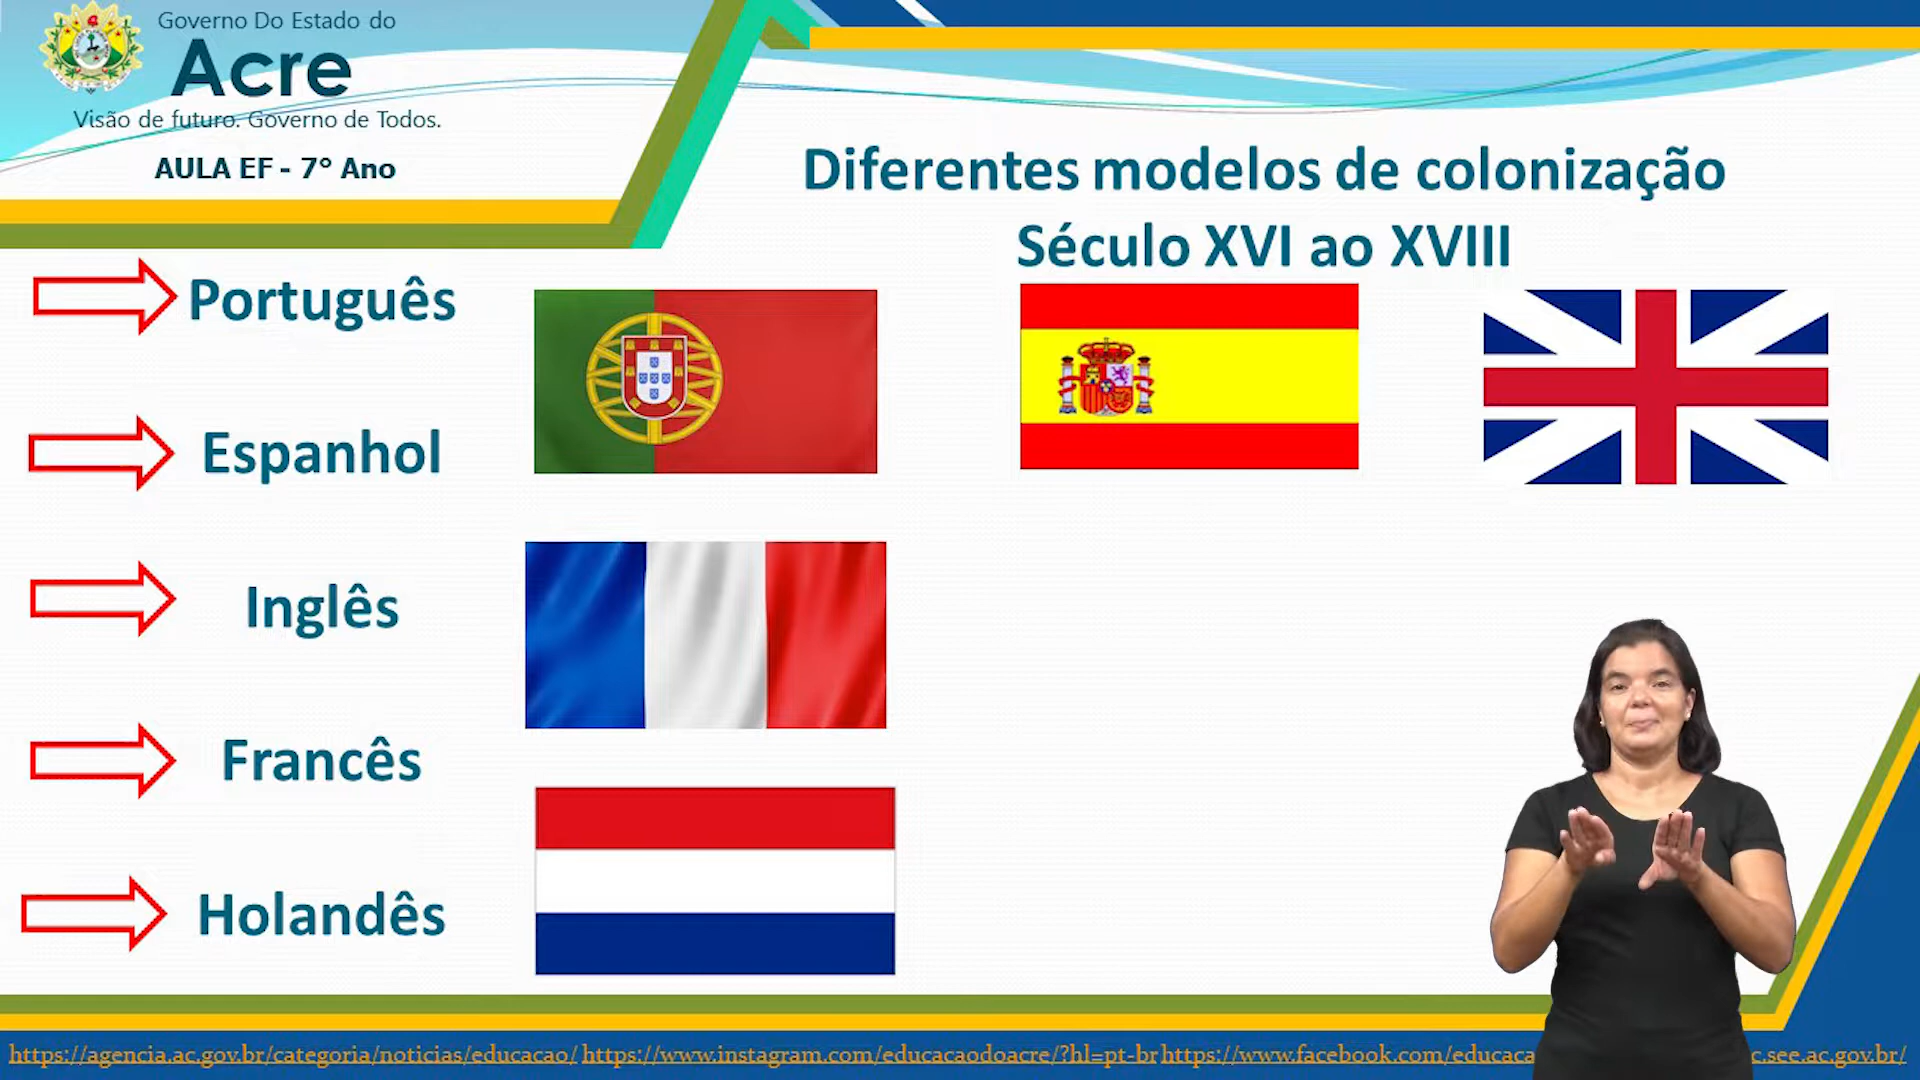 Governo Do Estado do
Acre
Visão de futuro. Governo de Todos.
AULA EF - 7° Ano
Diferentes modelos de colonização
Século XVI ao XVIII
Português
Espanhol
Inglês
Francês
Holandês
https://agencia.ac.gov.br/categoria/noticias/educacao/ https://www.instagram.com/educacaodoacre/?hl=pt-br https://www.facebook.com/educaca c.see.ac.gov.br/